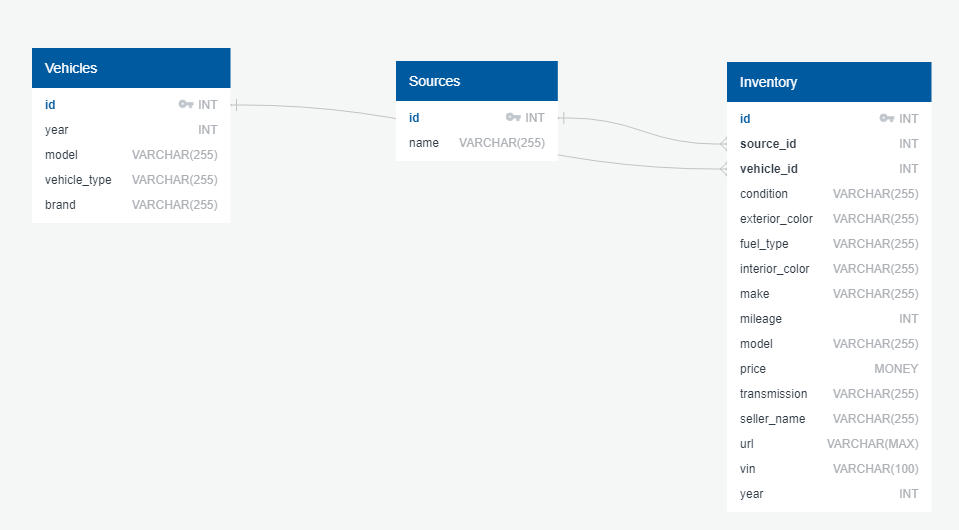 Vehicles
id INT
year INT
model VARCHAR(255)
vehicle_type VARCHAR(255)
brand VARCHAR(255)
Sources
id INT
name VARCHAR(255)
Inventory
id INT
source_id INT
vehicle_id INT
condition VARCHAR(255)
exterior_color VARCHAR(255)
fuel_type VARCHAR(255)
interior_color VARCHAR(255)
make VARCHAR(255)
mileage INT
model VARCHAR(255)
price MONEY
transmission VARCHAR(255)
seller_name VARCHAR(255)
url VARCHAR(MAX)
vin VARCHAR(100)
year INT